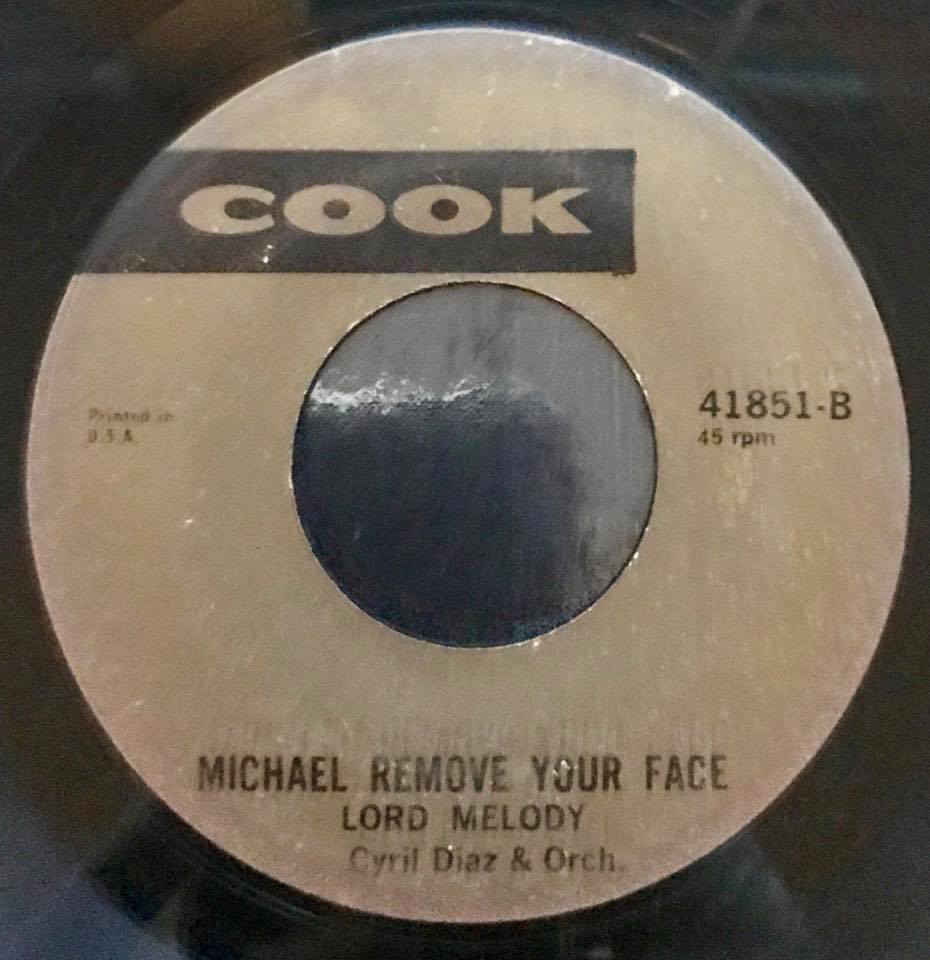 COOK
Printed in
U.S.A.
41851-B
45 rpm
MICHAEL REMOVE YOUR FACE
LORD MELODY
Cyril Diaz & Orch.